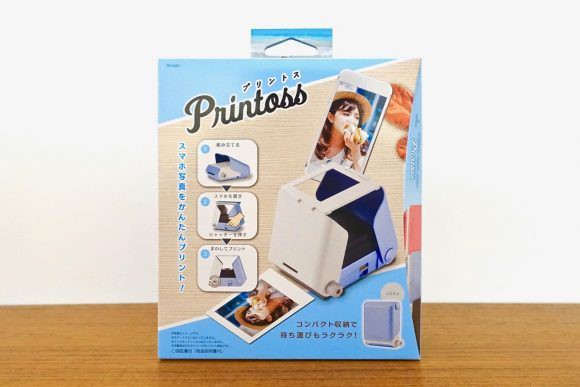 プリントス
Printoss
スマホ写真をかんたんプリント！
1
組み立てる
2
スマホを置き
シャッターを押す
3
まわしてプリント
コンパクト収納で
持ち運びもラクラク！
SORA
Printoss